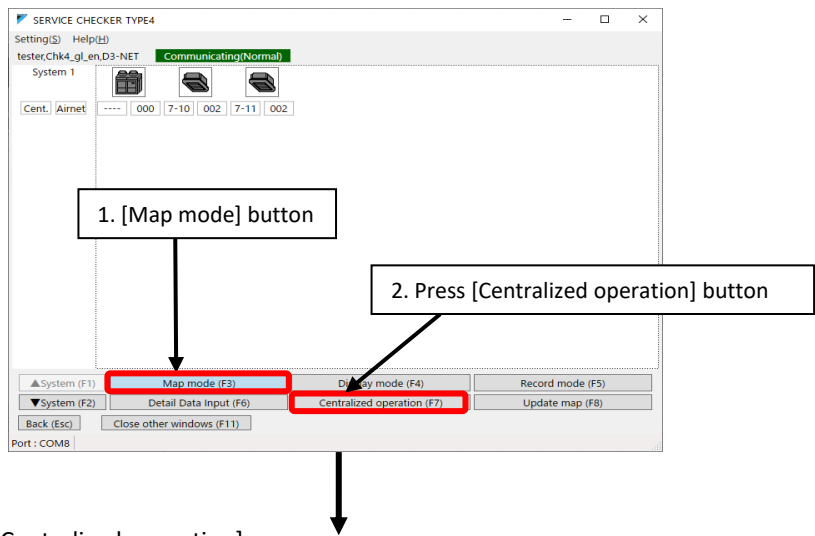 SERVICE CHECKER TYPE4
Setting(S) Help(H)
tester,Chk4_gl_en,D3-NET Communicating(Normal)
System 1
Cent. Airnet ---- 000 7-10 002 7-11 002
1. [Map mode] button
2. Press [Centralized operation] button
▲System (F1) Map mode (F3) mode (F4) Record mode (F5)
▼System (F2) Detail Data Input (F6) Centralized operation (F7) Update map (F8)
Back (Esc) Close other windows (F11)
Port : COM8